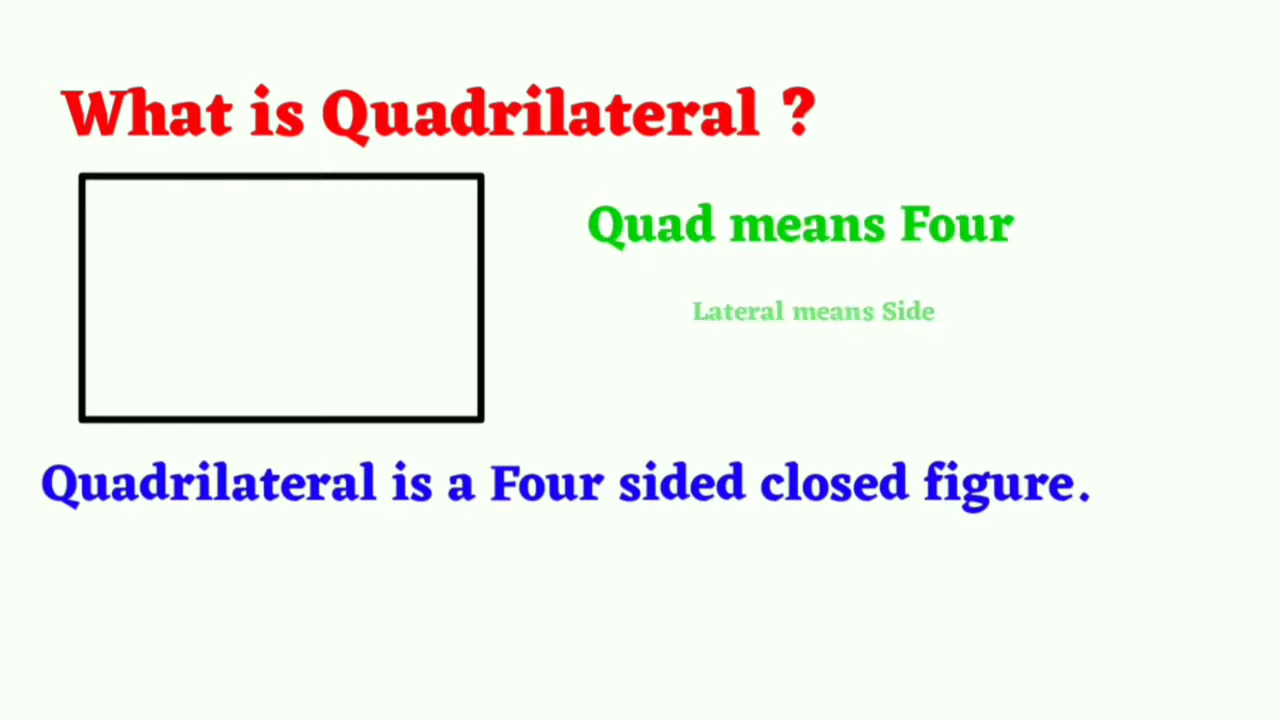 What is Quadrilateral ?
Quad means Four
Lateral means Side
Quadrilateral is a Four sided closed figure.